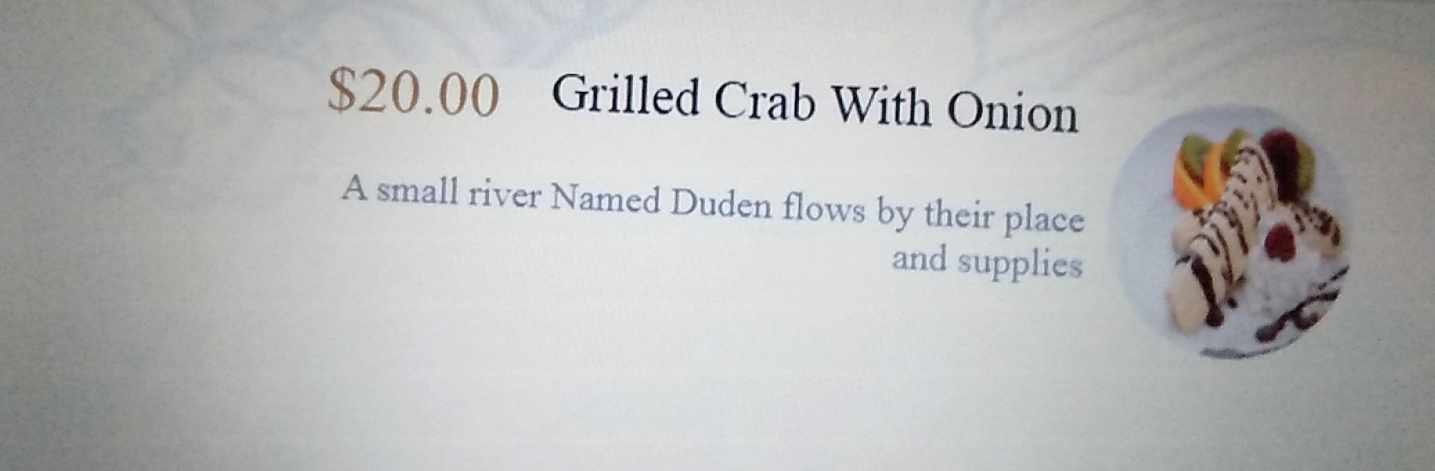 $20.00 Grilled Crab With Onion
A small river Named Duden flows by their place
and supplies